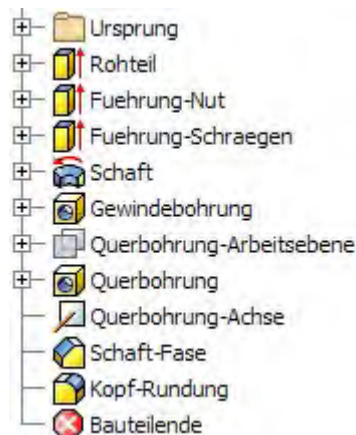 Ursprung
Rohteil
Fuehrung-Nut
Fuehrung-Schraegen
Schaft
Gewindebohrung
Querbohrung-Arbeitsebene
Querbohrung
Querbohrung-Achse
Schaft-Fase
Kopf-Rundung
Bauteilende